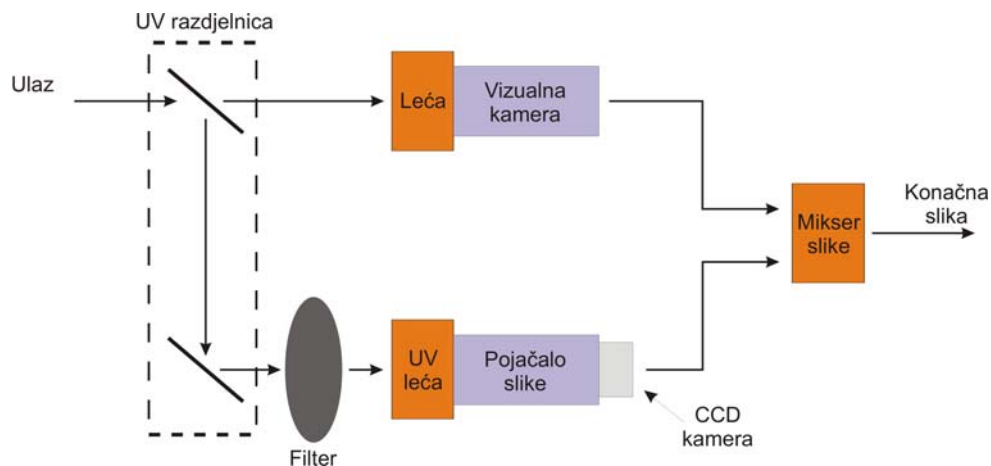 UV razdjelnica
Ulaz
Leća
Vizualna
kamera
Konačna
slika
Mikser
slike
UV
leća
Pojačalo
slike
CCD
kamera
Filter